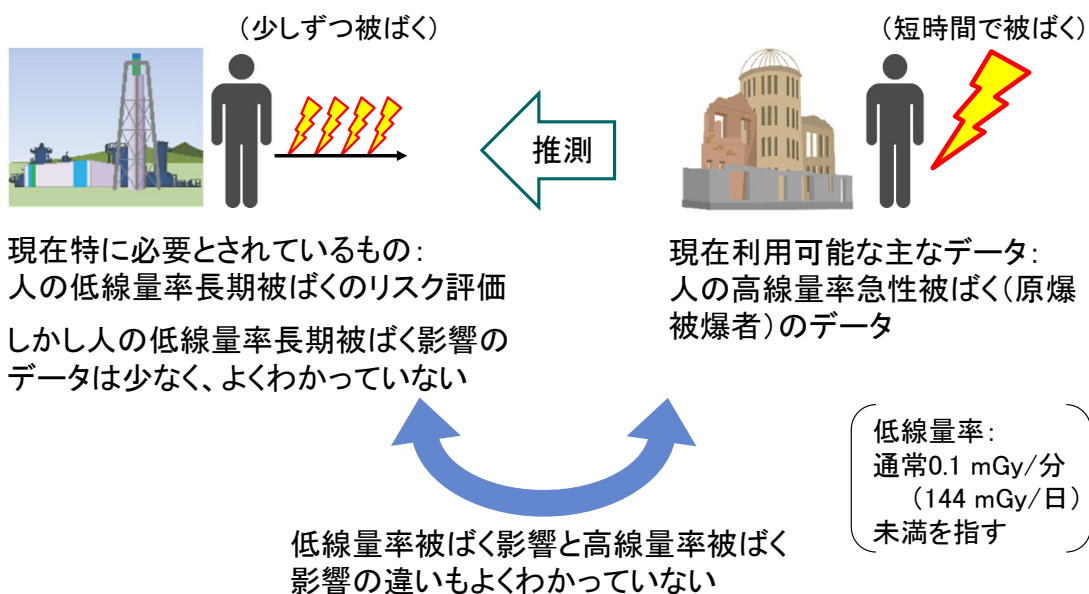 （少しずつ被ばく）
（短時間で被ばく）
推測
現在特に必要とされているもの：
人の低線量率長期被ばくのリスク評価
しかし人の低線量率長期被ばく影響の
データは少なく、よくわかっていない
現在利用可能な主なデータ：
人の高線量率急性被ばく（原爆
被爆者）のデータ
低線量率：
通常0.1 mGy/分
（144 mGy/日）
未満を指す
低線量率被ばく影響と高線量率被ばく
影響の違いもよくわかっていない